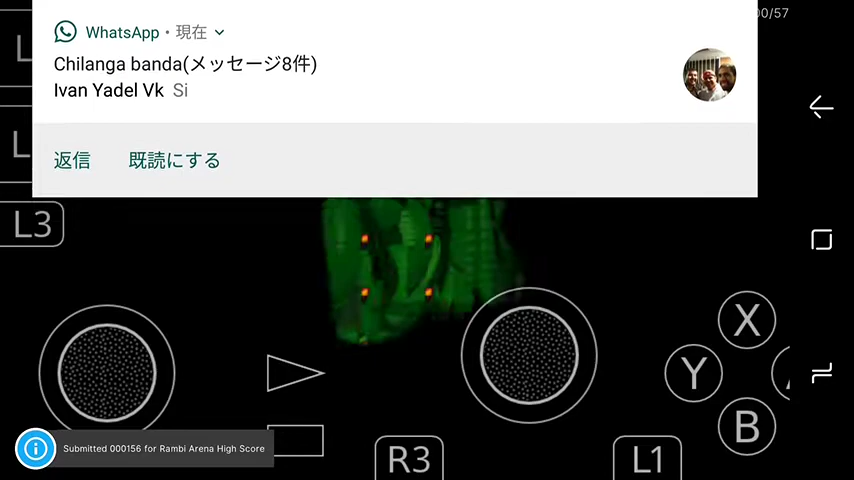 WhatsApp • 現在
Chilanga banda(メッセージ8件)
Ivan Yadel Vk Si
返信 既読にする
L
L
L3
X
Y
B
Submitted 000156 for Rambi Arena High Score
R3
L1